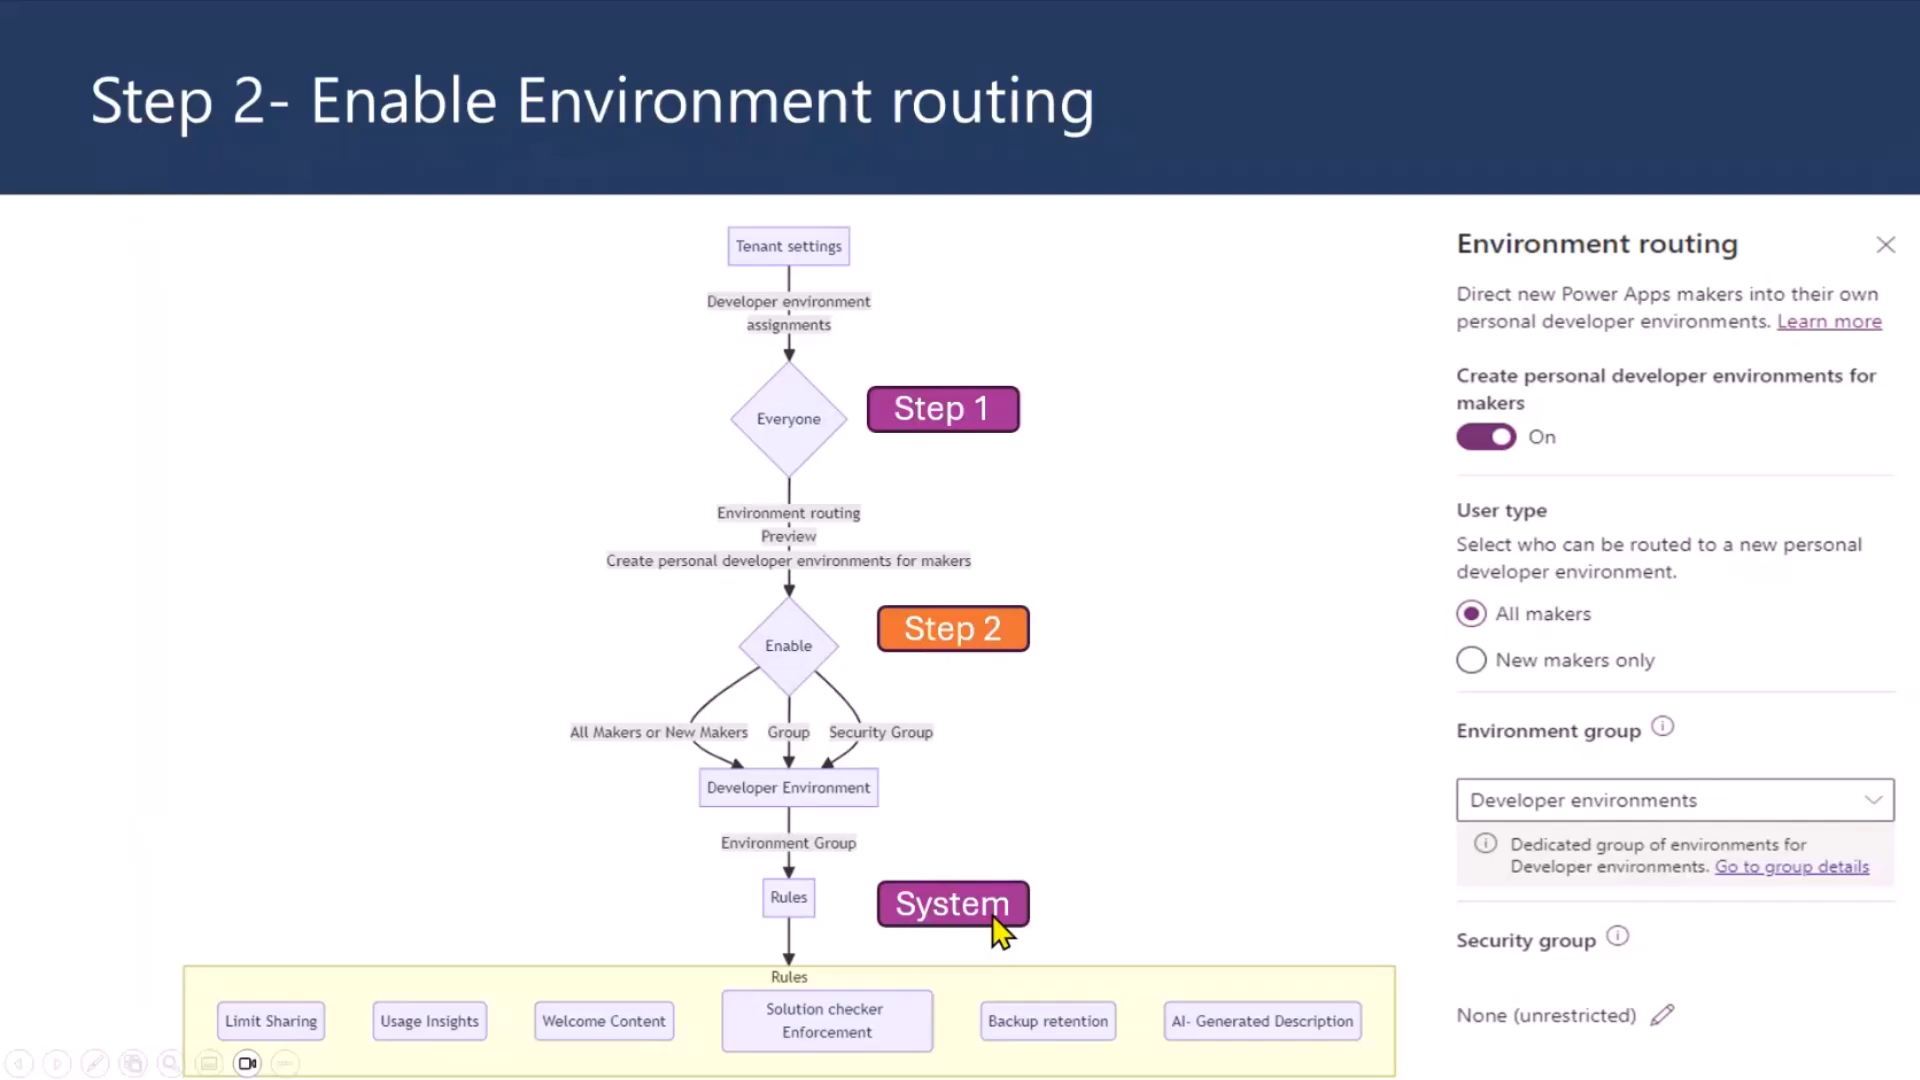 Step 2- Enable Environment routing
Tenant settings
Developer environment
assignments
Everyone
Step 1
Environment routing
Preview
Create personal developer environments for makers
Enable
Step 2
All Makers or New Makers
Group
Security Group
Developer Environment
Environment Group
Rules
System
Rules
Limit Sharing
Usage Insights
Welcome Content
Solution checker
Enforcement
Backup retention
AI- Generated Description
Environment routing
Direct new Power Apps makers into their own
personal developer environments. Learn more
Create personal developer environments for
makers
On
User type
Select who can be routed to a new personal
developer environment.
All makers
New makers only
Environment group
Developer environments
Dedicated group of environments for
Developer environments. Go to group details
Security group
None (unrestricted)